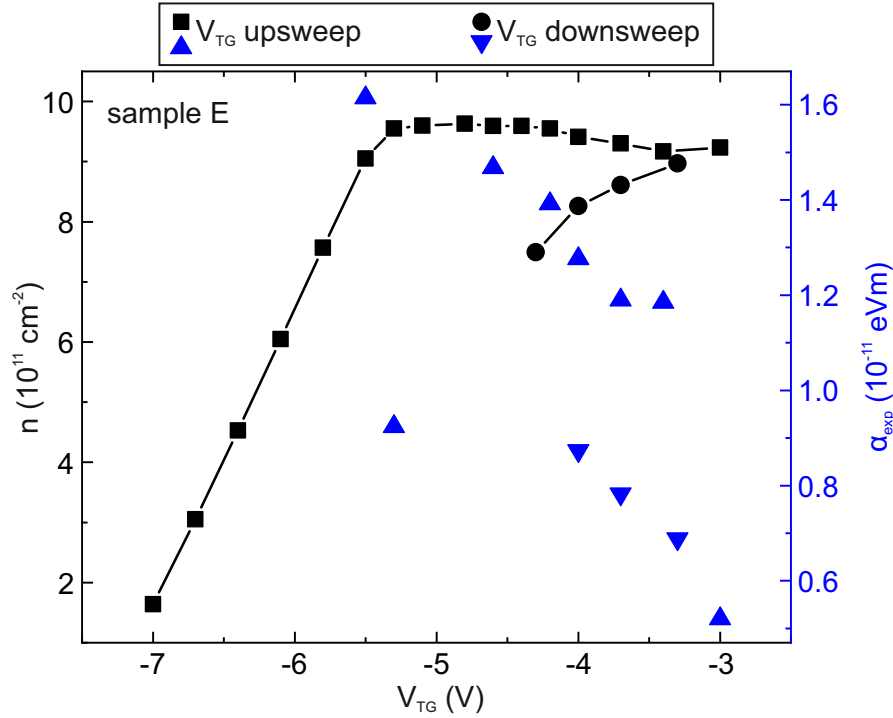 V_TG upsweep V_TG downsweep
sample E
10
8
6
4
2
n (10^11 cm^-2)
1.6
1.4
1.2
1.0
0.8
0.6
α_exp (10^-11 eVm)
-7 -6 -5 -4 -3
V_TG (V)